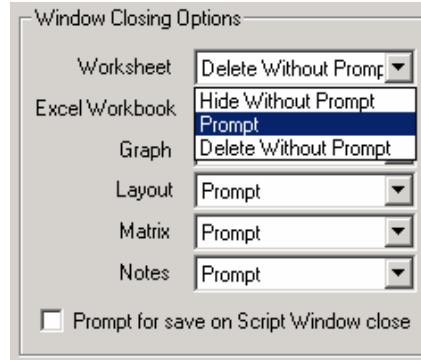 Window Closing Options
Worksheet Delete Without Promp
Excel Workbook Hide Without Prompt
Prompt
Graph Delete Without Prompt
Layout Prompt
Matrix Prompt
Notes Prompt
Prompt for save on Script Window close